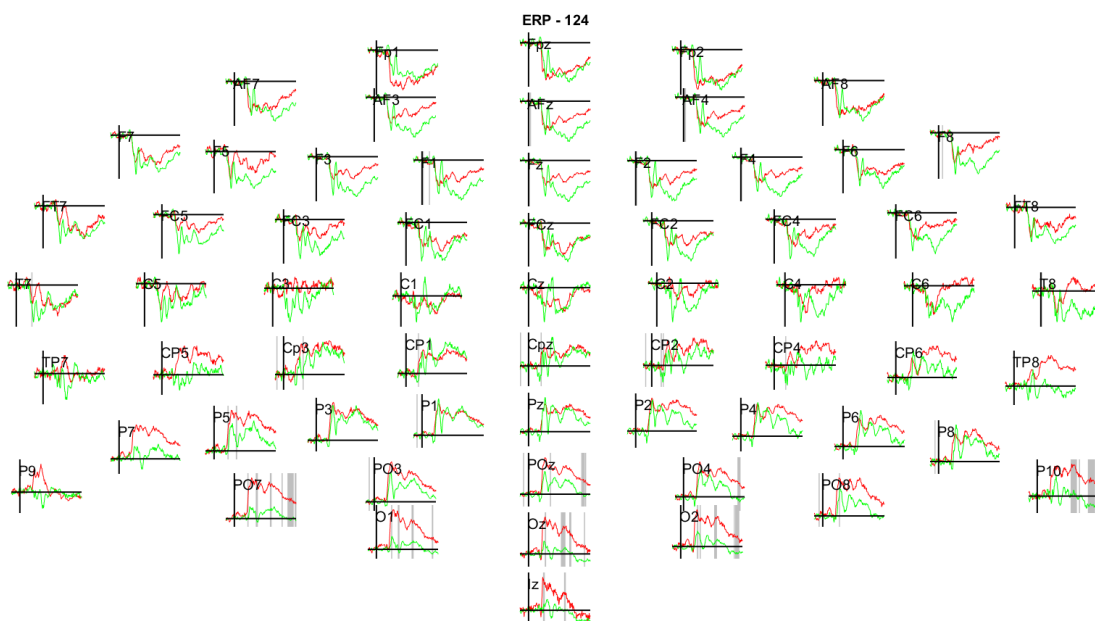 ERP - 124
Fp1 Fpz Fp2
AF7 AF3 AFz AF4 AF8
F7 F5 F3 F1 Fz F2 F4 F6 F8
FT7 FC5 FC3 FC1 FCz FC2 FC4 FC6 FT8
T7 C5 C3 C1 Cz C2 C4 C6 T8
TP7 CP5 Cp3 CP1 Cpz CP2 CP4 CP6 TP8
P7 P5 P3 P1 Pz P2 P4 P6 P8
P9 PO7 PO3 POz PO4 PO8 P10
O1 Oz O2
Iz